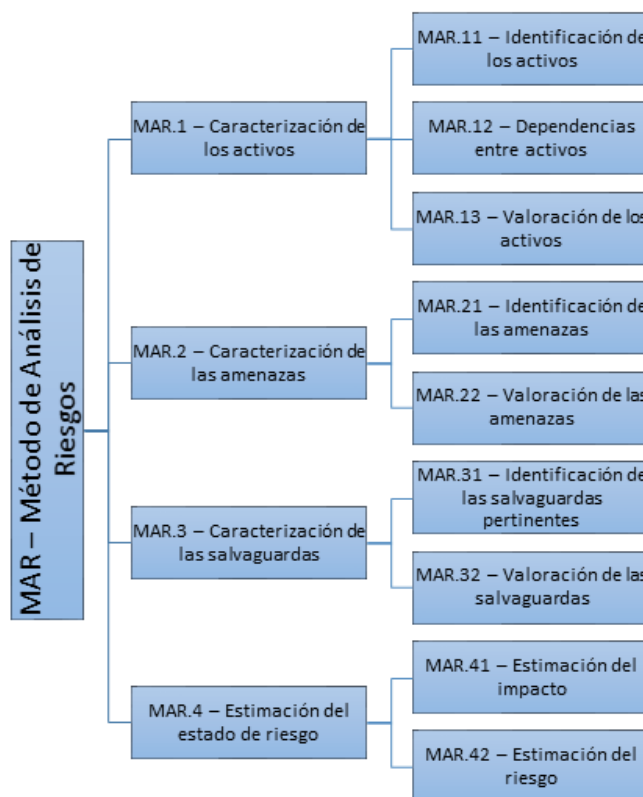 MAR – Método de Análisis de
Riesgos
MAR.1 – Caracterización de
los activos
MAR.11 – Identificación de
los activos
MAR.12 – Dependencias
entre activos
MAR.13 – Valoración de los
activos
MAR.2 – Caracterización de
las amenazas
MAR.21 – Identificación de
las amenazas
MAR.22 – Valoración de las
amenazas
MAR.3 – Caracterización de
las salvaguardas
MAR.31 – Identificación de
las salvaguardas
pertinentes
MAR.32 – Valoración de las
salvaguardas
MAR.4 – Estimación del
estado de riesgo
MAR.41 – Estimación del
impacto
MAR.42 – Estimación del
riesgo